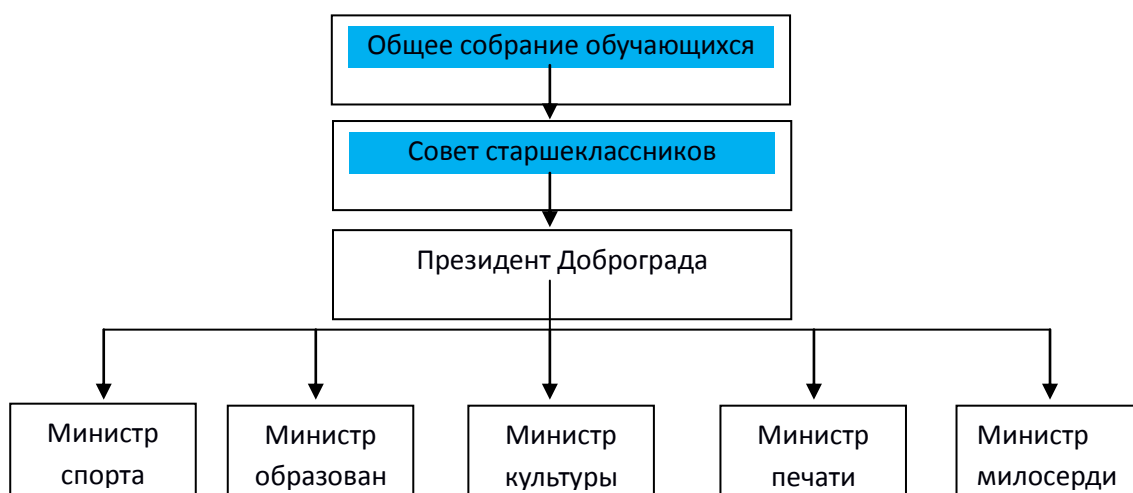 Общее собрание обучающихся
Совет старшеклассников
Президент Доброграда
Министр спорта
Министр образован
Министр культуры
Министр печати
Министр милосерди